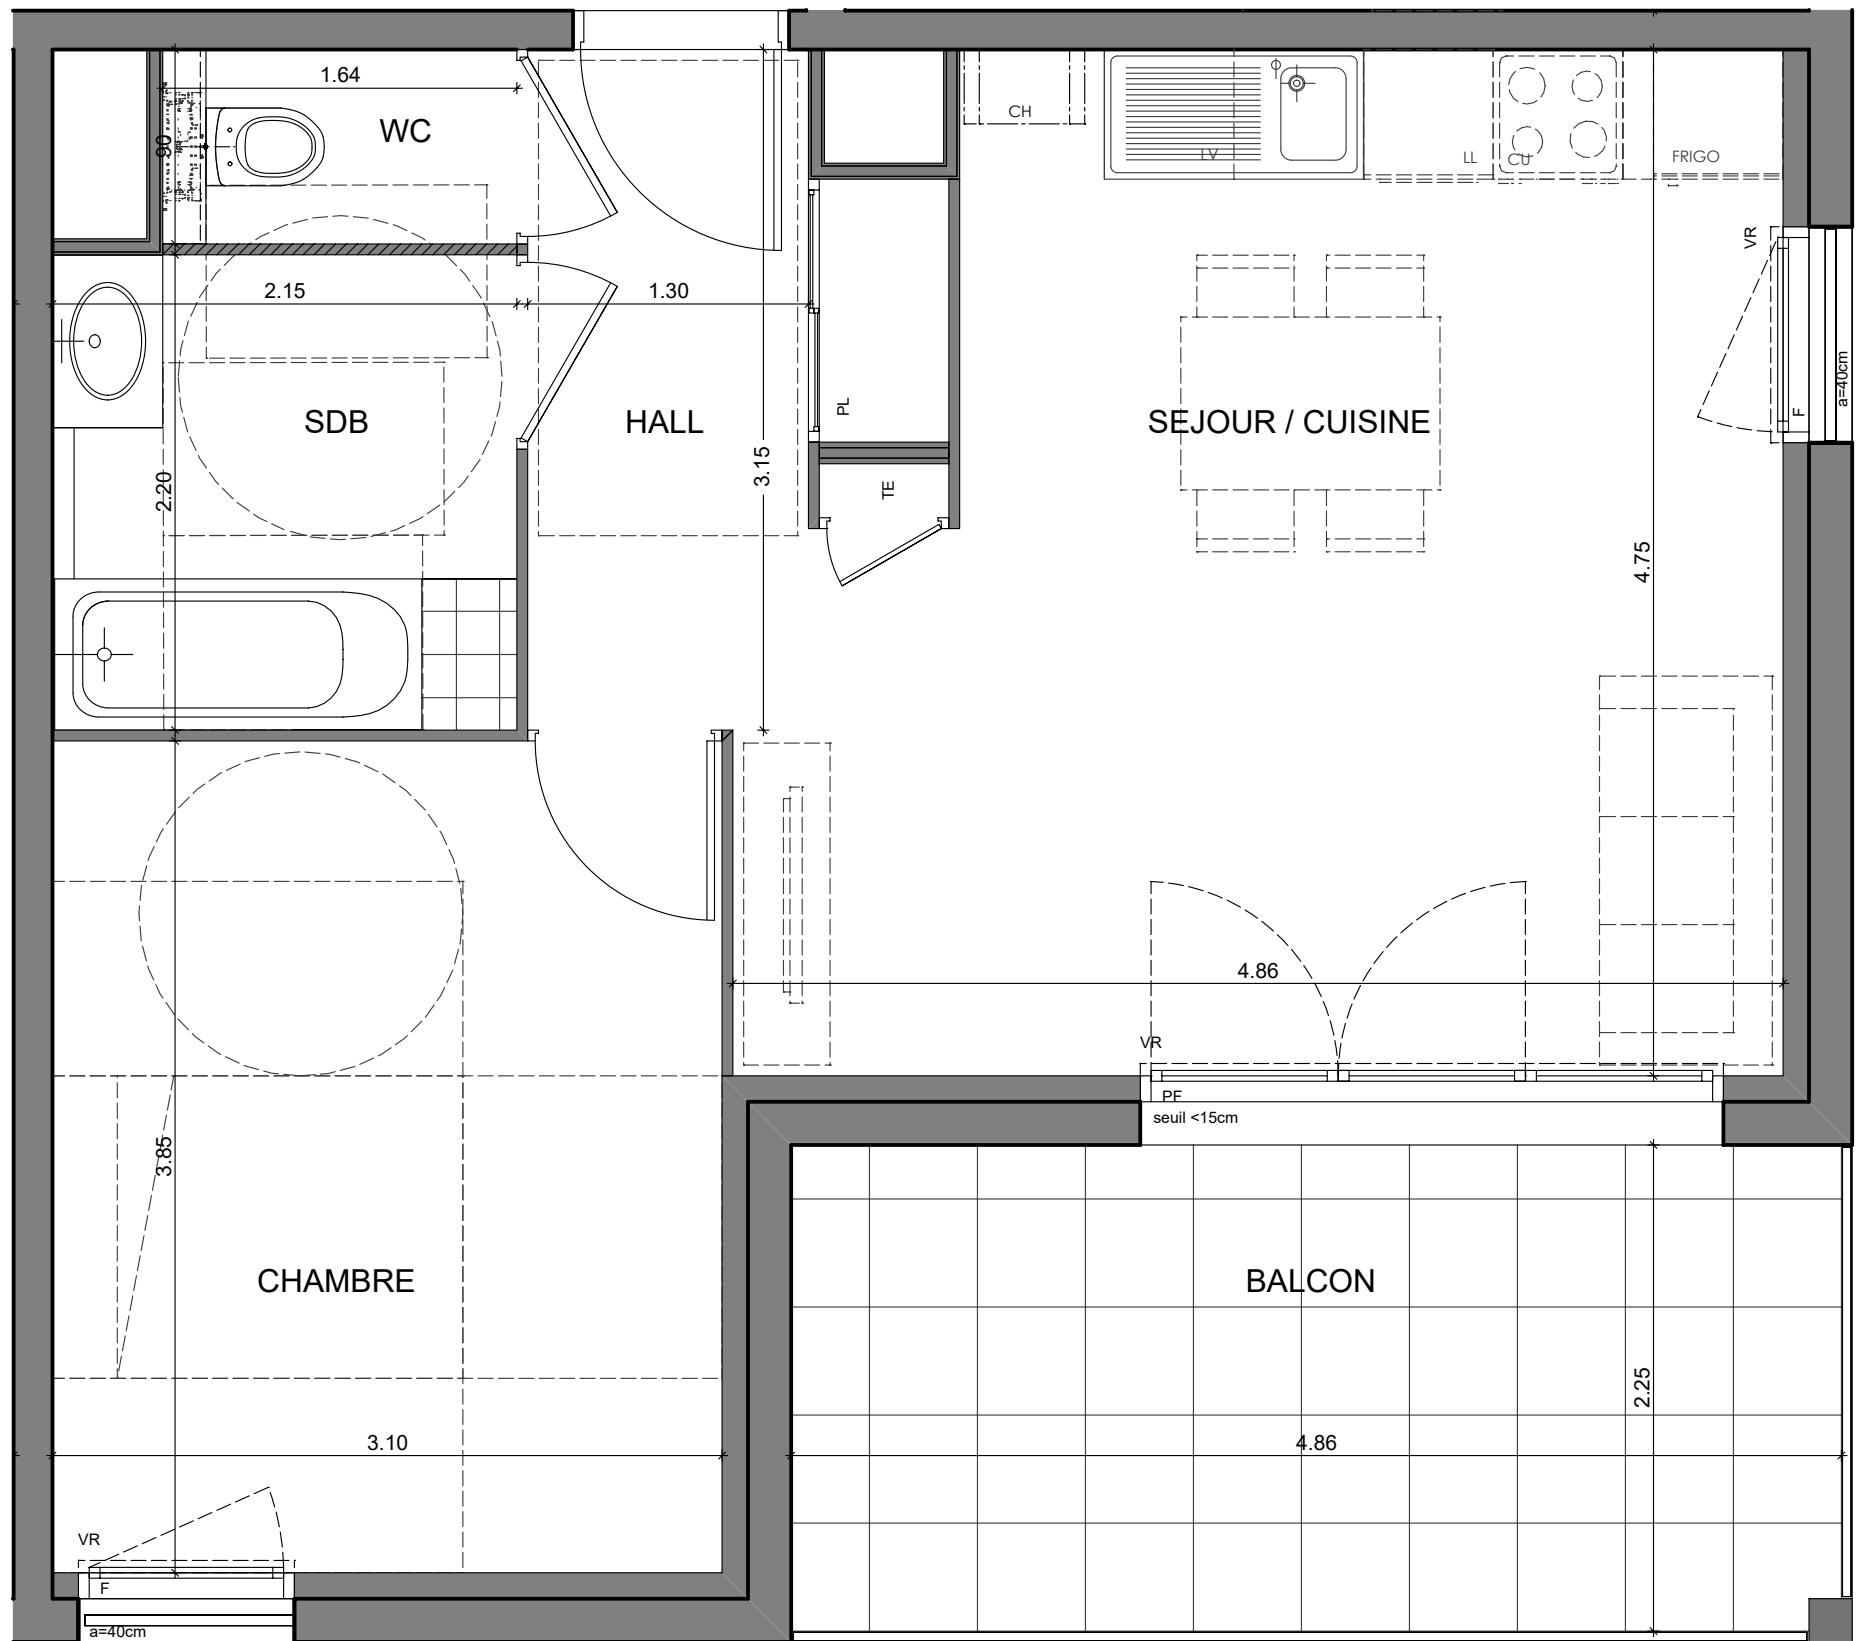 1.64
WC
90
CH
LV
LL
CU
FRIGO
VR
2.15
1.30
a=40cm
F
PL
SDB
HALL
SEJOUR / CUISINE
3.15
2.20
TE
4.75
4.86
VR
PF
seuil <15cm
3.85
CHAMBRE
BALCON
2.25
3.10
4.86
VR
F
a=40cm